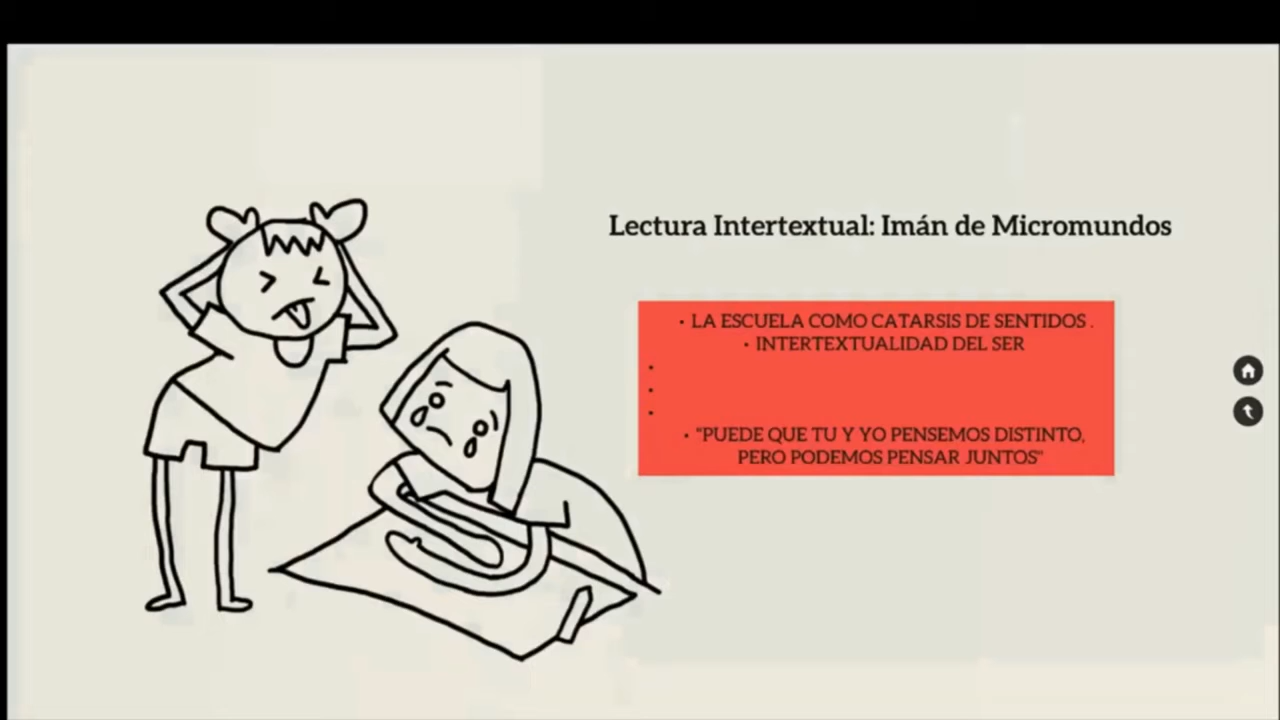 Lectura Intertextual: Imán de Micromundos
• LA ESCUELA COMO CATARSIS DE SENTIDOS .
• INTERTEXTUALIDAD DEL SER
•
•
•
• "PUEDE QUE TU Y YO PENSEMOS DISTINTO,
PERO PODEMOS PENSAR JUNTOS"